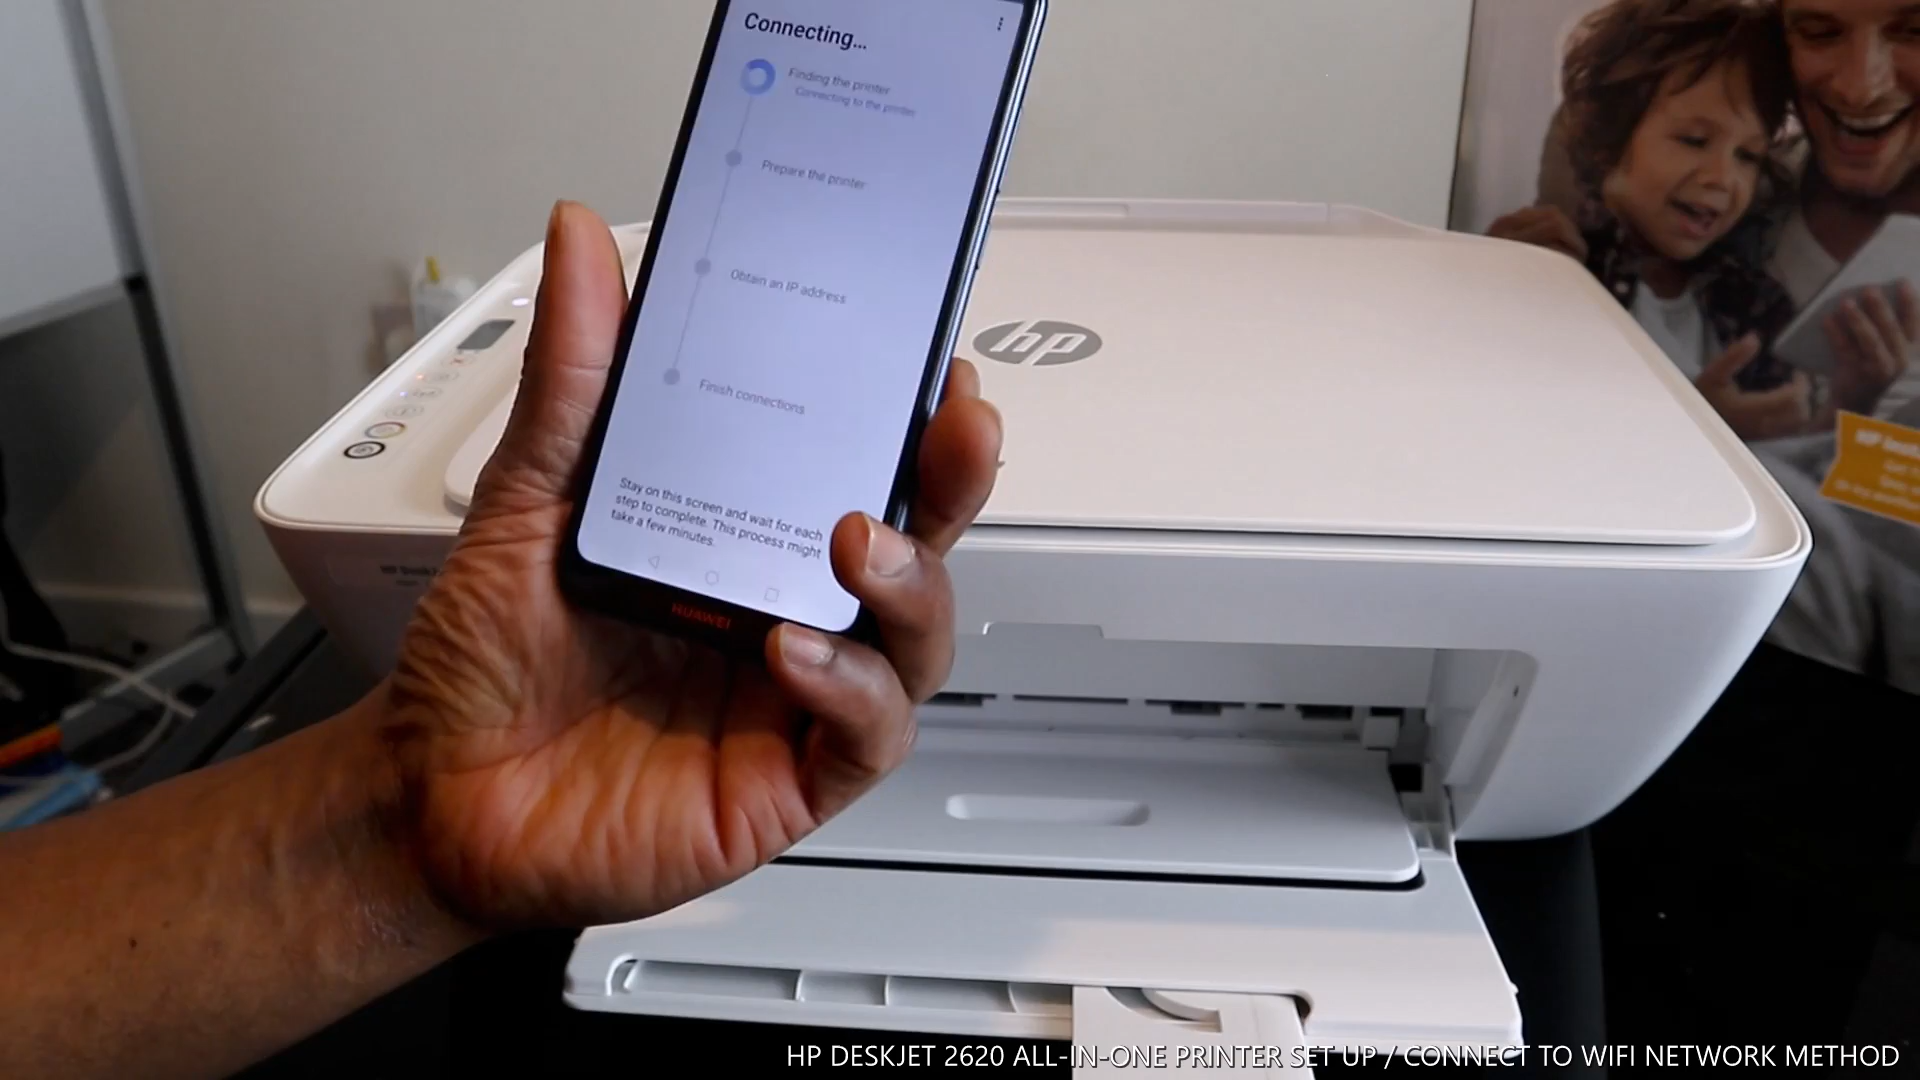 Connecting...
Finding the printer
Connecting to the printer
Prepare the printer
Obtain an IP address
Finish connections
Stay on this screen and wait for each
step to complete. This process might
take a few minutes.
HUAWEI
hp
HP DESKJET 2620 ALL-IN-ONE PRINTER SET UP / CONNECT TO WIFI NETWORK METHOD